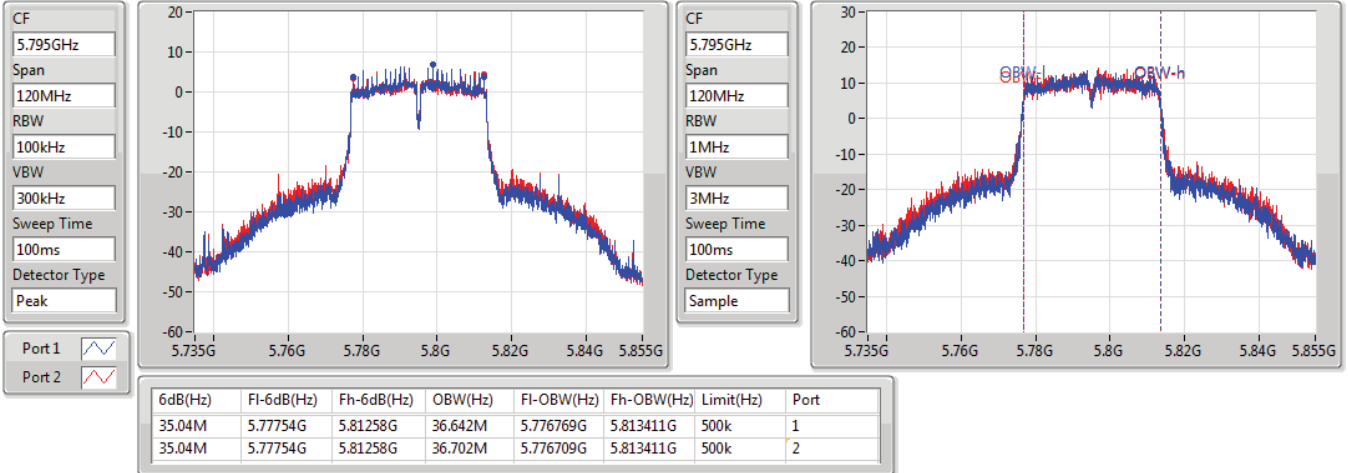 CF
5.795GHz
Span
120MHz
RBW
100kHz
VBW
300kHz
Sweep Time
100ms
Detector Type
Peak
Port 1
Port 2
20
10
0
-10
-20
-30
-40
-50
-60
5.735G 5.76G 5.78G 5.8G 5.82G 5.84G 5.855G
CF
5.795GHz
Span
120MHz
RBW
1MHz
VBW
3MHz
Sweep Time
100ms
Detector Type
Sample
30
20
10
0
-10
-20
-30
-40
-50
-60
OBW-l OBW-h
5.735G 5.76G 5.78G 5.8G 5.82G 5.84G 5.855G
6dB(Hz) Fl-6dB(Hz) Fh-6dB(Hz) OBW(Hz) Fl-OBW(Hz) Fh-OBW(Hz) Limit(Hz) Port
35.04M 5.77754G 5.81258G 36.642M 5.776769G 5.813411G 500k 1
35.04M 5.77754G 5.81258G 36.702M 5.776709G 5.813411G 500k 2